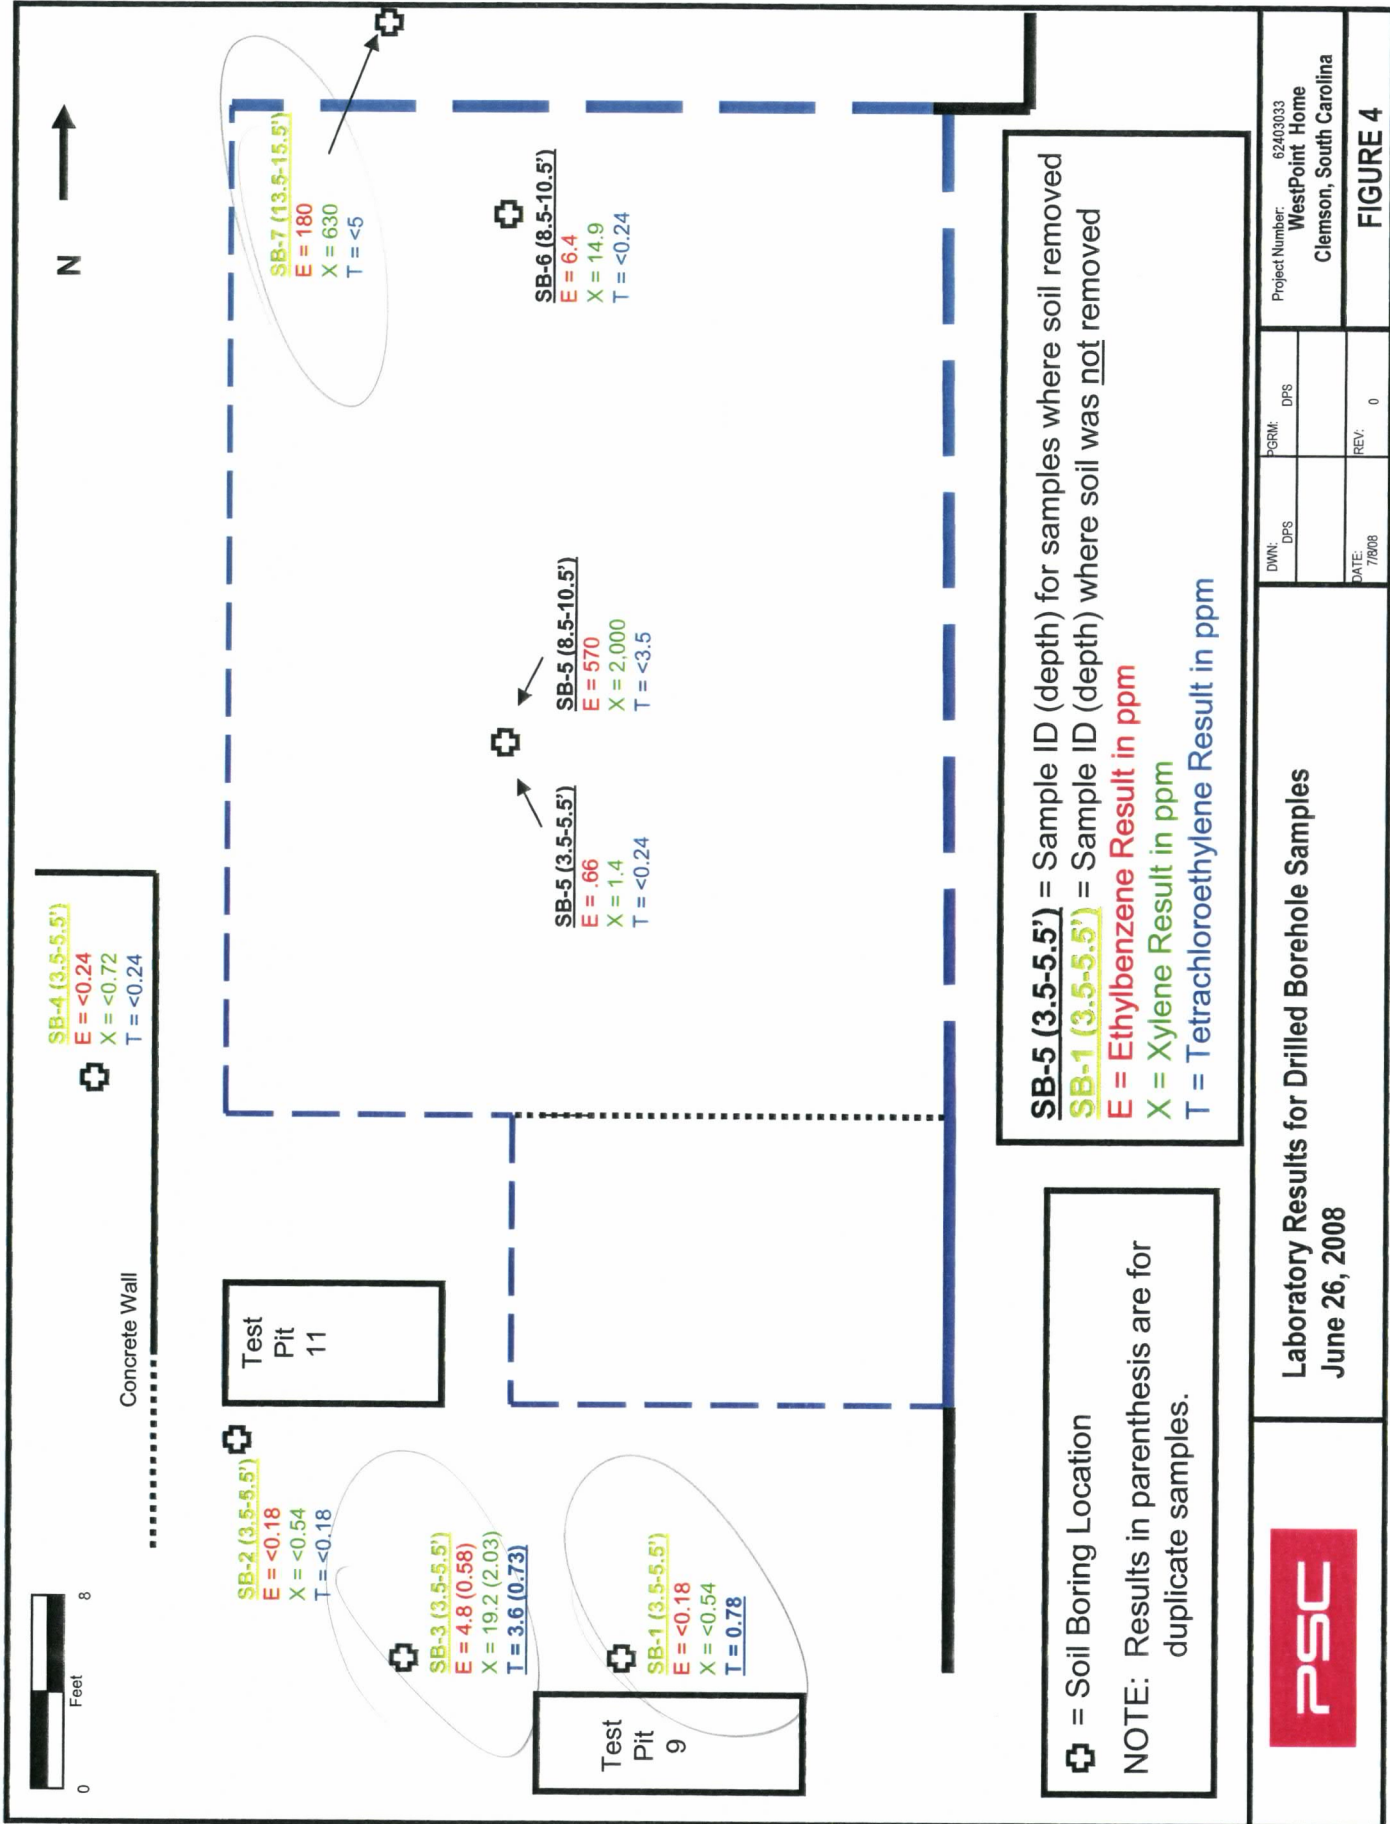 0
8
Feet
Concrete Wall
N
SB-4 (3.5-5.5')
E = <0.24
X = <0.72
T = <0.24
SB-2 (3.5-5.5')
E = <0.18
X = <0.54
T = <0.18
Test
Pit
11
SB-7 (13.5-15.5')
E = 180
X = 630
T = <5
SB-3 (3.5-5.5')
E = 4.8 (0.58)
X = 19.2 (2.03)
T = 3.6 (0.73)
SB-5 (3.5-5.5')
E = .66
X = 1.4
T = <0.24
SB-5 (8.5-10.5')
E = 570
X = 2,000
T = <3.5
SB-6 (8.5-10.5')
E = 6.4
X = 14.9
T = <0.24
Test
Pit
9
SB-1 (3.5-5.5')
E = <0.18
X = <0.54
T = 0.78
= Soil Boring Location
NOTE: Results in parenthesis are for
duplicate samples.
SB-5 (3.5-5.5') = Sample ID (depth) for samples where soil removed
SB-1 (3.5-5.5') = Sample ID (depth) where soil was not removed
E = Ethylbenzene Result in ppm
X = Xylene Result in ppm
T = Tetrachloroethylene Result in ppm
PSC
Laboratory Results for Drilled Borehole Samples
June 26, 2008
DWN:
DPS
PGRM:
DPS
DATE:
7/8/08
REV:
0
Project Number: 62403033
WestPoint Home
Clemson, South Carolina
FIGURE 4